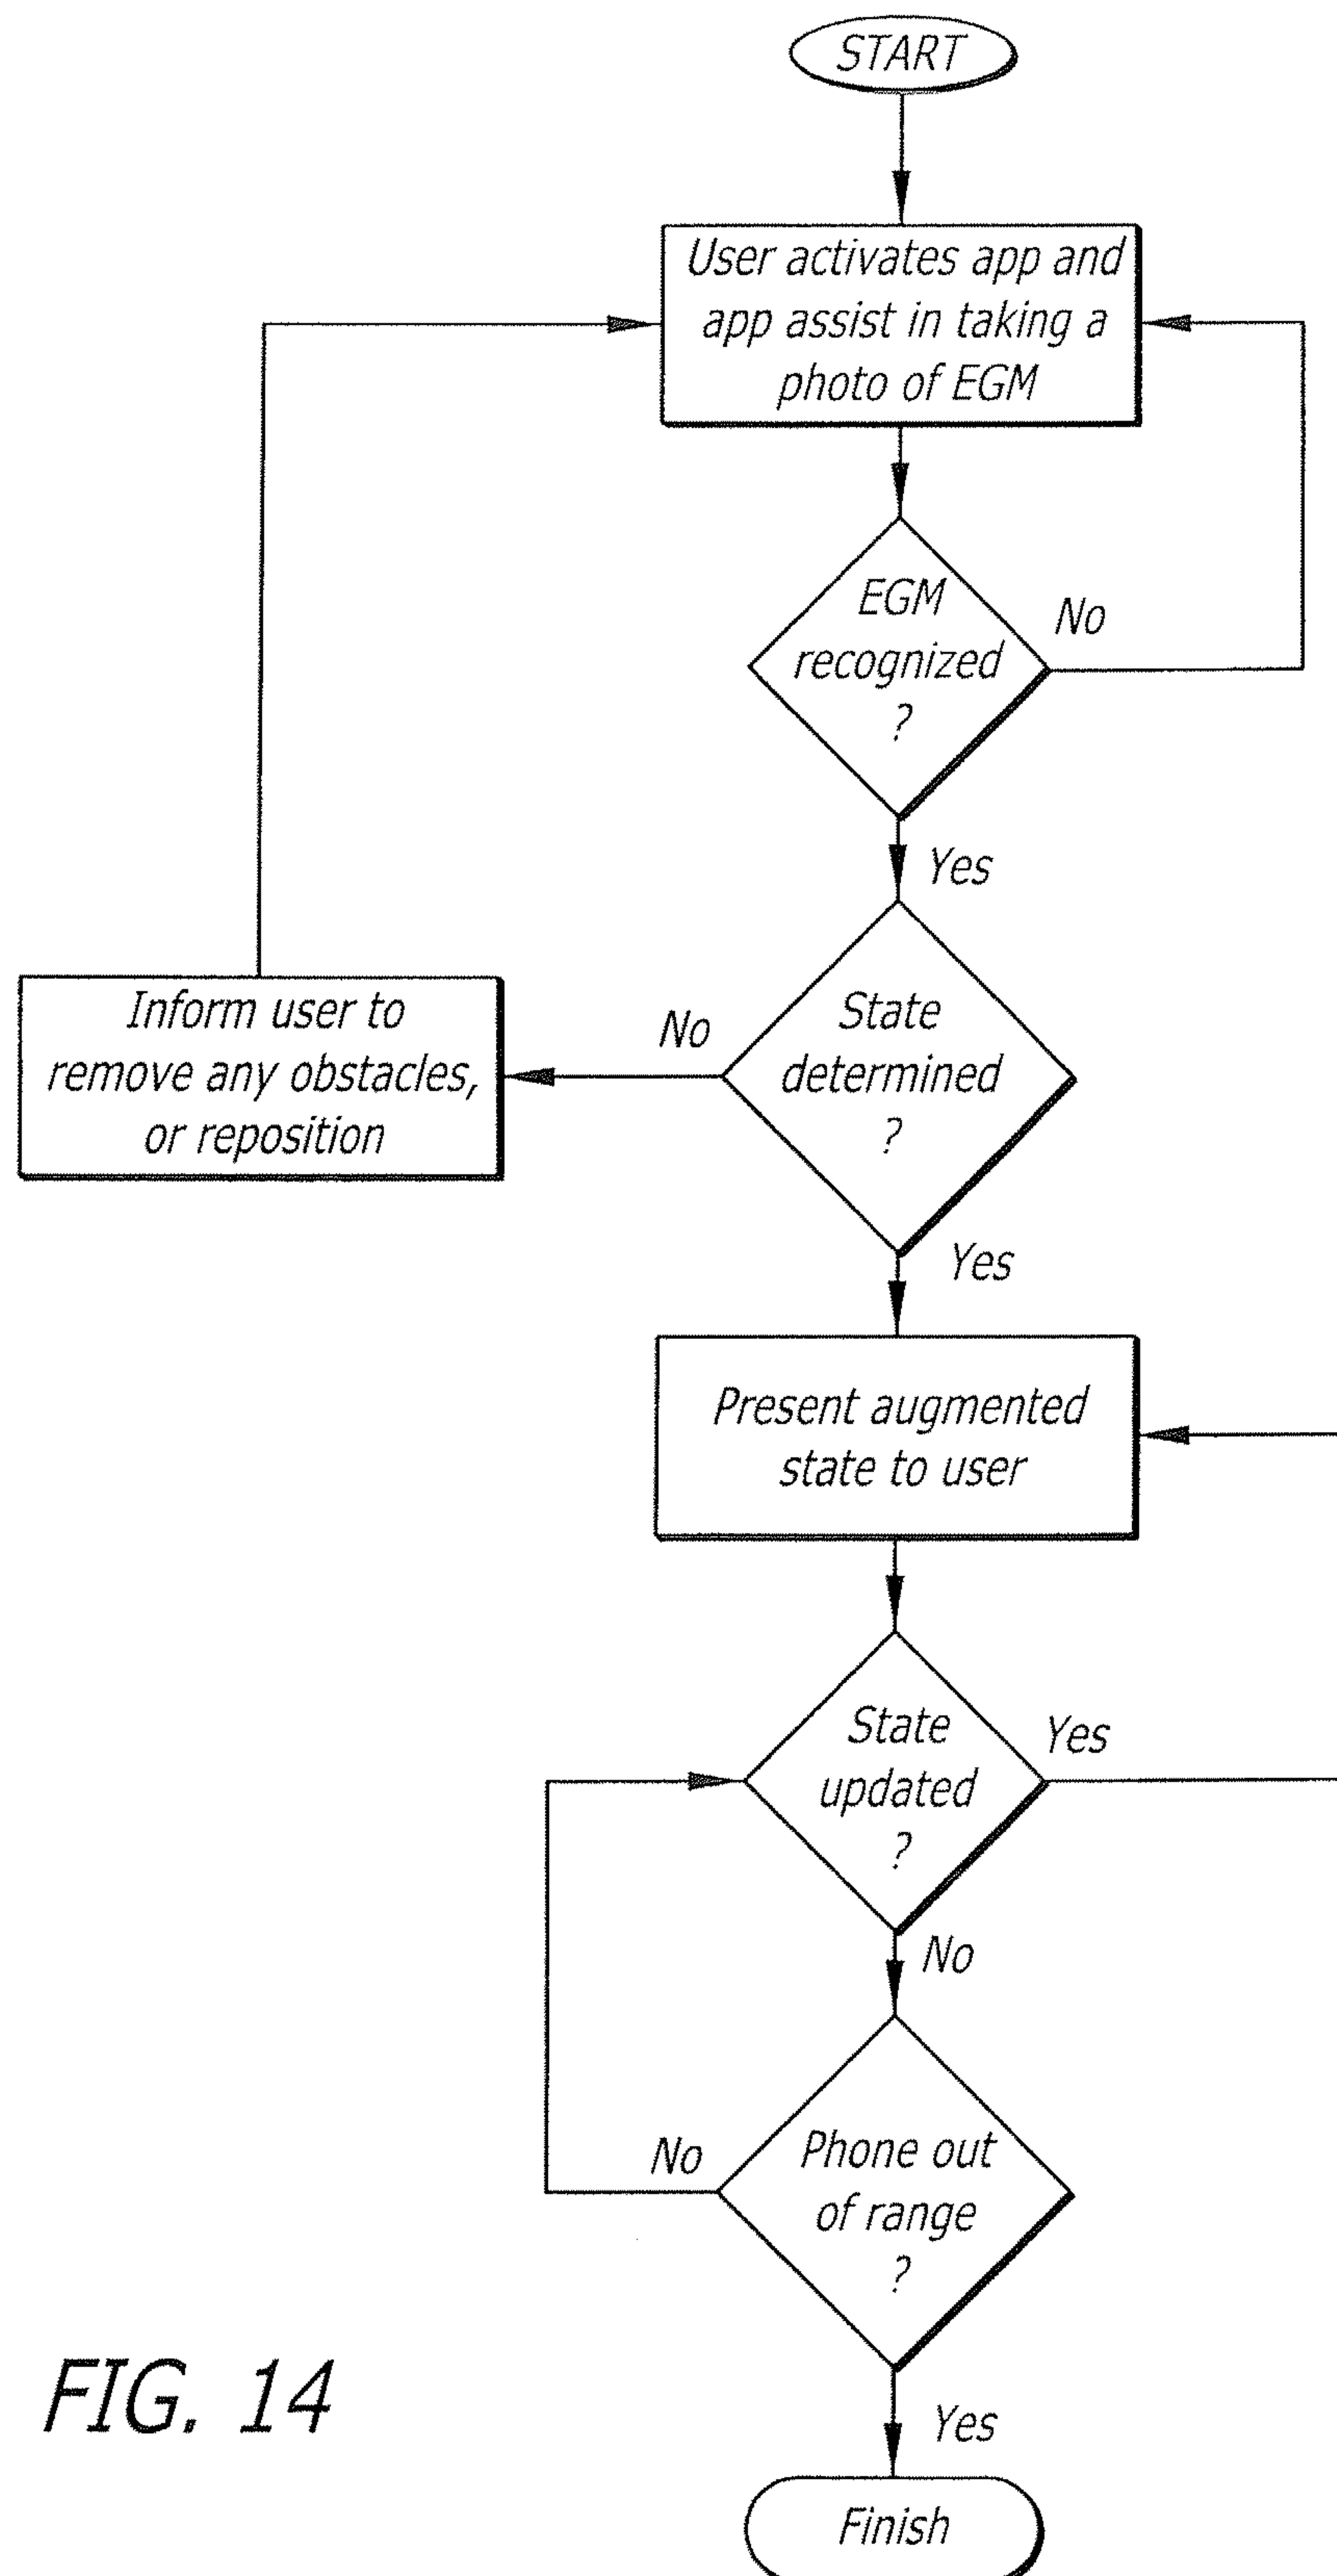 START
User activates app and
app assist in taking a
photo of EGM
EGM
recognized
?
No
Yes
State
determined
?
No
Inform user to
remove any obstacles,
or reposition
Yes
Present augmented
state to user
State
updated
?
Yes
No
Phone out
of range
?
No
Yes
Finish
FIG. 14